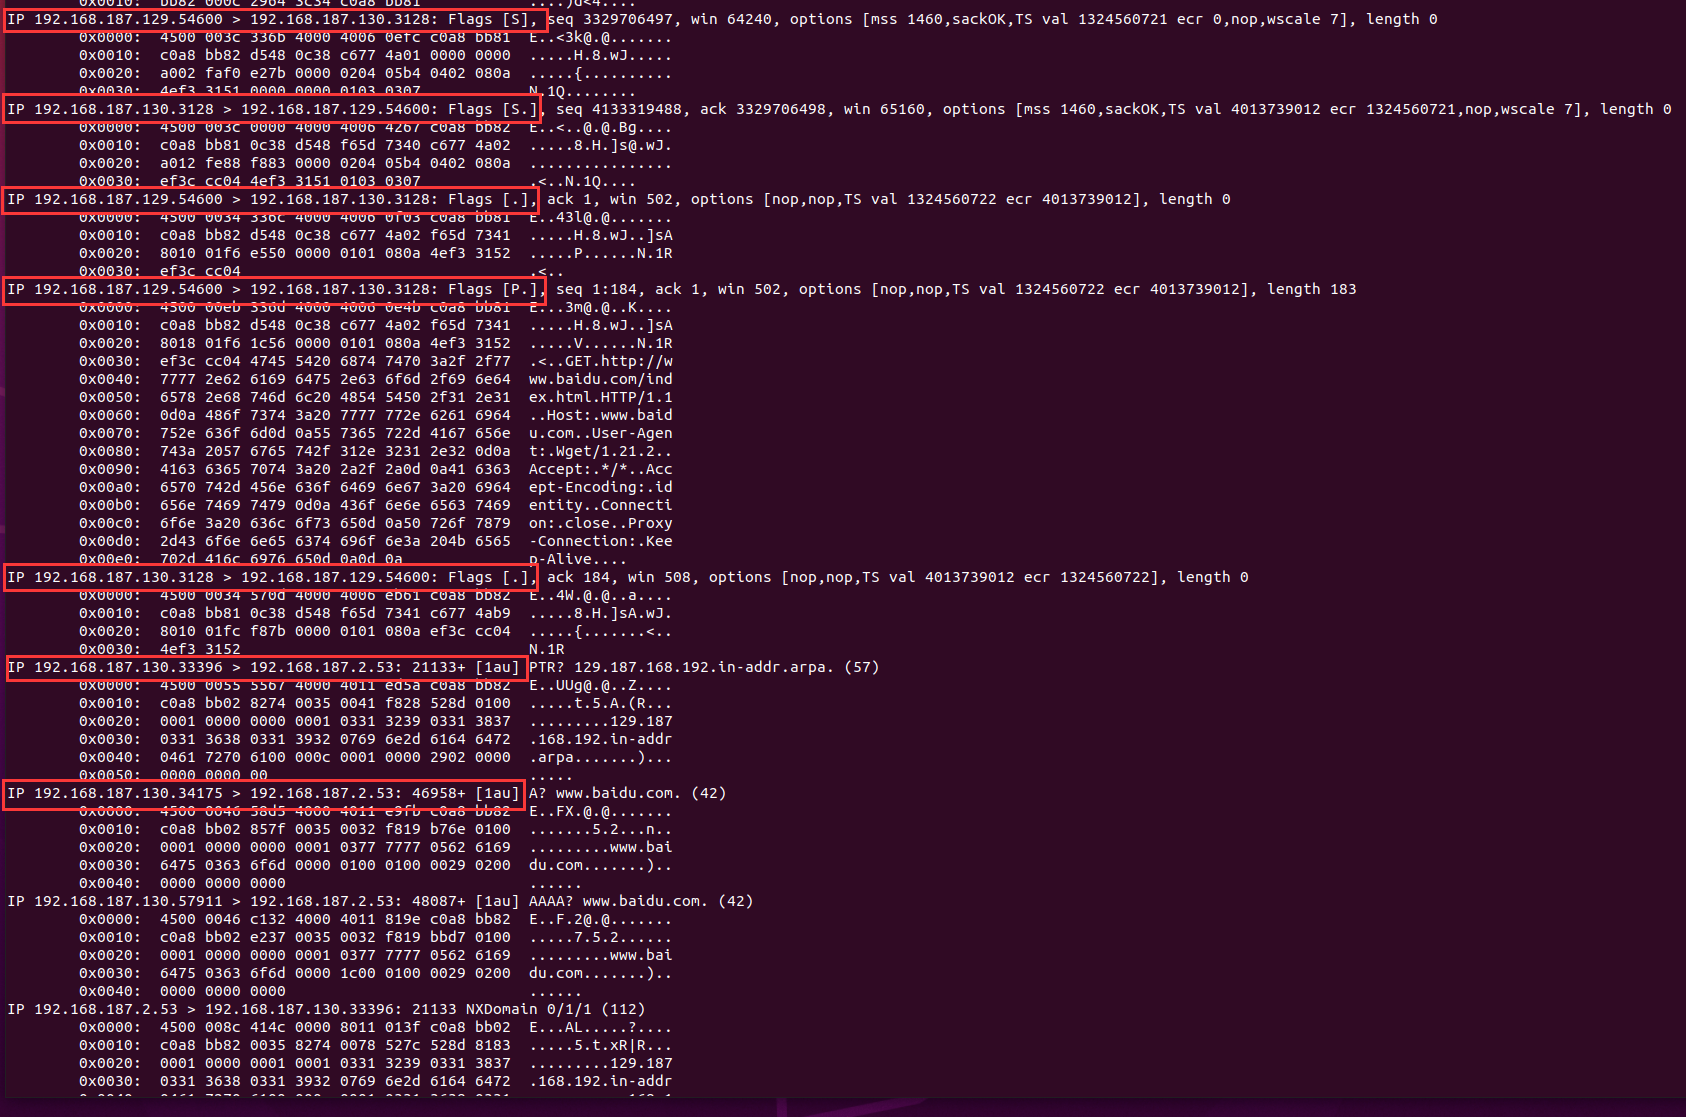 0x0010:  bb82 000c 2964 3c34 c0a8 bb81  ....)d<4....
IP 192.168.187.129.54600 > 192.168.187.130.3128: Flags [S], seq 3329706497, win 64240, options [mss 1460,sackOK,TS val 1324560721 ecr 0,nop,wscale 7], length 0
0x0000:  4500 003c 336b 4000 4006 0efc c0a8 bb81  E..<3k@.@.......
0x0010:  c0a8 bb82 d548 0c38 c677 4a01 0000 0000  .....H.8.wJ.....
0x0020:  a002 faf0 e27b 0000 0204 05b4 0402 080a  .....{..........
0x0030:  4ef3 3151 0000 0000 0103 0307  N.1Q........
IP 192.168.187.130.3128 > 192.168.187.129.54600: Flags [S.], seq 4133319488, ack 3329706498, win 65160, options [mss 1460,sackOK,TS val 4013739012 ecr 1324560721,nop,wscale 7], length 0
0x0000:  4500 003c 0000 4000 4006 4267 c0a8 bb82  E..<..@.@.Bg....
0x0010:  c0a8 bb81 0c38 d548 f65d 7340 c677 4a02  .....8.H.]s@.wJ.
0x0020:  a012 fe88 f883 0000 0204 05b4 0402 080a  ................
0x0030:  ef3c cc04 4ef3 3151 0103 0307  .<..N.1Q....
IP 192.168.187.129.54600 > 192.168.187.130.3128: Flags [.], ack 1, win 502, options [nop,nop,TS val 1324560722 ecr 4013739012], length 0
0x0000:  4500 0034 336c 4000 4006 0f03 c0a8 bb81  E..43l@.@.......
0x0010:  c0a8 bb82 d548 0c38 c677 4a02 f65d 7341  .....H.8.wJ..]sA
0x0020:  8010 01f6 e550 0000 0101 080a 4ef3 3152  .....P......N.1R
0x0030:  ef3c cc04  .<..
IP 192.168.187.129.54600 > 192.168.187.130.3128: Flags [P.], seq 1:184, ack 1, win 502, options [nop,nop,TS val 1324560722 ecr 4013739012], length 183
0x0000:  4500 00eb 336d 4000 4006 0e4b c0a8 bb81  E...3m@.@..K....
0x0010:  c0a8 bb82 d548 0c38 c677 4a02 f65d 7341  .....H.8.wJ..]sA
0x0020:  8018 01f6 1c56 0000 0101 080a 4ef3 3152  .....V......N.1R
0x0030:  ef3c cc04 4745 5420 6874 7470 3a2f 2f77  .<..GET.http://w
0x0040:  7777 2e62 6169 6475 2e63 6f6d 2f69 6e64  ww.baidu.com/ind
0x0050:  6578 2e68 746d 6c20 4854 5450 2f31 2e31  ex.html.HTTP/1.1
0x0060:  0d0a 486f 7374 3a20 7777 772e 6261 6964  ..Host:.www.baid
0x0070:  752e 636f 6d0d 0a55 7365 722d 4167 656e  u.com..User-Agen
0x0080:  743a 2057 6765 742f 312e 3231 2e32 0d0a  t:.Wget/1.21.2..
0x0090:  4163 6365 7074 3a20 2a2f 2a0d 0a41 6363  Accept:.*/*..Acc
0x00a0:  6570 742d 456e 636f 6469 6e67 3a20 6964  ept-Encoding:.id
0x00b0:  656e 7469 7479 0d0a 436f 6e6e 6563 7469  entity..Connecti
0x00c0:  6f6e 3a20 636c 6f73 650d 0a50 726f 7879  on:.close..Proxy
0x00d0:  2d43 6f6e 6e65 6374 696f 6e3a 204b 6565  -Connection:.Kee
0x00e0:  702d 416c 6976 650d 0a0d 0a  p-Alive....
IP 192.168.187.130.3128 > 192.168.187.129.54600: Flags [.], ack 184, win 508, options [nop,nop,TS val 4013739012 ecr 1324560722], length 0
0x0000:  4500 0034 570d 4000 4006 eb61 c0a8 bb82  E..4W.@.@..a....
0x0010:  c0a8 bb81 0c38 d548 f65d 7341 c677 4ab9  .....8.H.]sA.wJ.
0x0020:  8010 01fc f87b 0000 0101 080a ef3c cc04  .....{.......<..
0x0030:  4ef3 3152  N.1R
IP 192.168.187.130.33396 > 192.168.187.2.53: 21133+ [1au] PTR? 129.187.168.192.in-addr.arpa. (57)
0x0000:  4500 0055 5567 4000 4011 ed5a c0a8 bb82  E..UUg@.@..Z....
0x0010:  c0a8 bb02 8274 0035 0041 f828 528d 0100  .....t.5.A.(R...
0x0020:  0001 0000 0000 0001 0331 3239 0331 3837  .........129.187
0x0030:  0331 3638 0331 3932 0769 6e2d 6164 6472  .168.192.in-addr
0x0040:  0461 7270 6100 000c 0001 0000 2902 0000  .arpa.......)...
0x0050:  0000 0000 00  .....
IP 192.168.187.130.34175 > 192.168.187.2.53: 46958+ [1au] A? www.baidu.com. (42)
0x0000:  4500 0046 58d5 4000 4011 e9fb c0a8 bb82  E..FX.@.@.......
0x0010:  c0a8 bb02 857f 0035 0032 f819 b76e 0100  .......5.2...n..
0x0020:  0001 0000 0000 0001 0377 7777 0562 6169  .........www.bai
0x0030:  6475 0363 6f6d 0000 0100 0100 0029 0200  du.com.......)..
0x0040:  0000 0000 0000  ......
IP 192.168.187.130.57911 > 192.168.187.2.53: 48087+ [1au] AAAA? www.baidu.com. (42)
0x0000:  4500 0046 c132 4000 4011 819e c0a8 bb82  E..F.2@.@.......
0x0010:  c0a8 bb02 e237 0035 0032 f819 bbd7 0100  .....7.5.2......
0x0020:  0001 0000 0000 0001 0377 7777 0562 6169  .........www.bai
0x0030:  6475 0363 6f6d 0000 1c00 0100 0029 0200  du.com.......)..
0x0040:  0000 0000 0000  ......
IP 192.168.187.2.53 > 192.168.187.130.33396: 21133 NXDomain 0/1/1 (112)
0x0000:  4500 008c 414c 0000 8011 013f c0a8 bb02  E...AL.....?....
0x0010:  c0a8 bb82 0035 8274 0078 527c 528d 8183  .....5.t.xR|R...
0x0020:  0001 0000 0001 0001 0331 3239 0331 3837  .........129.187
0x0030:  0331 3638 0331 3932 0769 6e2d 6164 6472  .168.192.in-addr